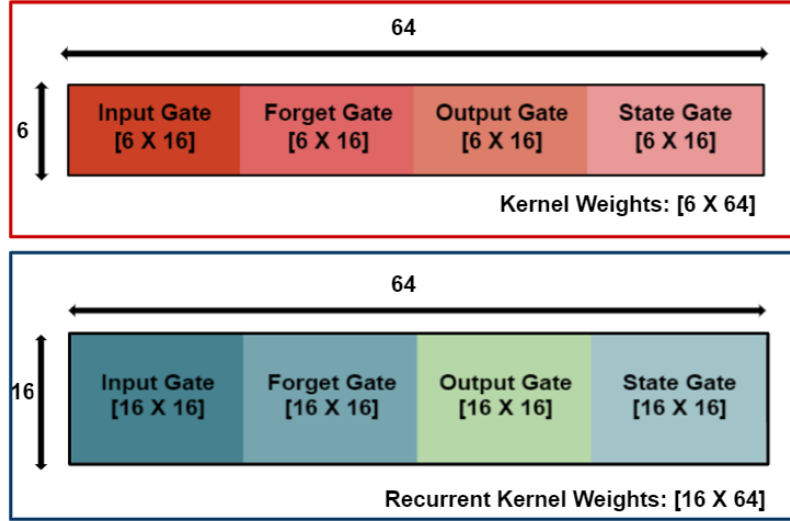 64
6
Input Gate
[6 X 16]
Forget Gate
[6 X 16]
Output Gate
[6 X 16]
State Gate
[6 X 16]
Kernel Weights: [6 X 64]
64
16
Input Gate
[16 X 16]
Forget Gate
[16 X 16]
Output Gate
[16 X 16]
State Gate
[16 X 16]
Recurrent Kernel Weights: [16 X 64]